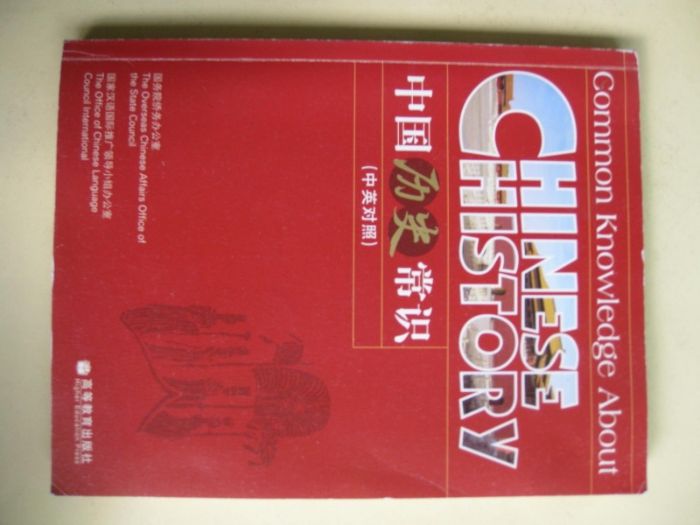 Common Knowledge About
CHINESE
HISTORY
中国历史常识
(中英对照)
国务院侨务办公室
The Overseas Chinese Affairs Office of
the State Council
国家汉语国际推广领导小组办公室
The Office of Chinese Language
Council International
高等教育出版社
Higher Education Press